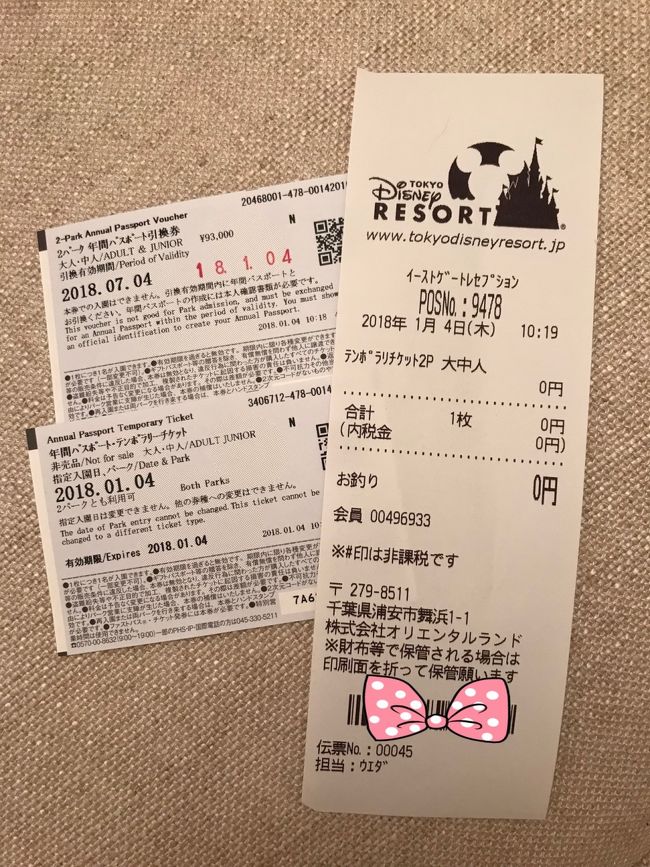 20468001-478-0014201
2-Park Annual Passport Voucher
N
2パーク 年間パスポート引換券
¥93,000
大人・中人/ADULT & JUNIOR
引換有効期間/Period of Validity
2018.07.04
18.1.04
本券での入園はできません。引換有効期間内に年間パスポートと
お引換ください。年間パスポートの作成には本人確認書類が必要です。
This voucher is not good for Park admission, and must be exchanged
for an Annual Passport within the period of validity. You must show
an official identification to create your Annual Passport.
2018.01.04 10:18
3406712-478-00140
Annual Passport Temporary Ticket
年間パスポート・テンポラリーチケット
N
非売品/Not for sale 大人・中人/ADULT JUNIOR
指定入園日、パーク/Date & Park
2018.01.04
Both Parks
2パークとも利用可
指定入園日は変更できません。他の券種への変更はできません。
The date of Park entry cannot be changed.This ticket cannot be
changed to a different ticket type.
有効期限/Expires 2018.01.04
2018.01.04
TOKYO
Disney
RESORT
www.tokyodisneyresort.jp
イーストゲートレセプション
POSNo.:9478
2018年 1月 4日(木) 10:19
テンポラリチケット2P 大中人
0円
合計 1枚 0円
(内税金 0円)
お釣り 0円
会員 00496933
※#印は非課税です
〒 279-8511
千葉県浦安市舞浜1-1
株式会社オリエンタルランド
※財布等で保管される場合は
印刷面を折って保管願います
伝票No.:00045
担当:ウエダ